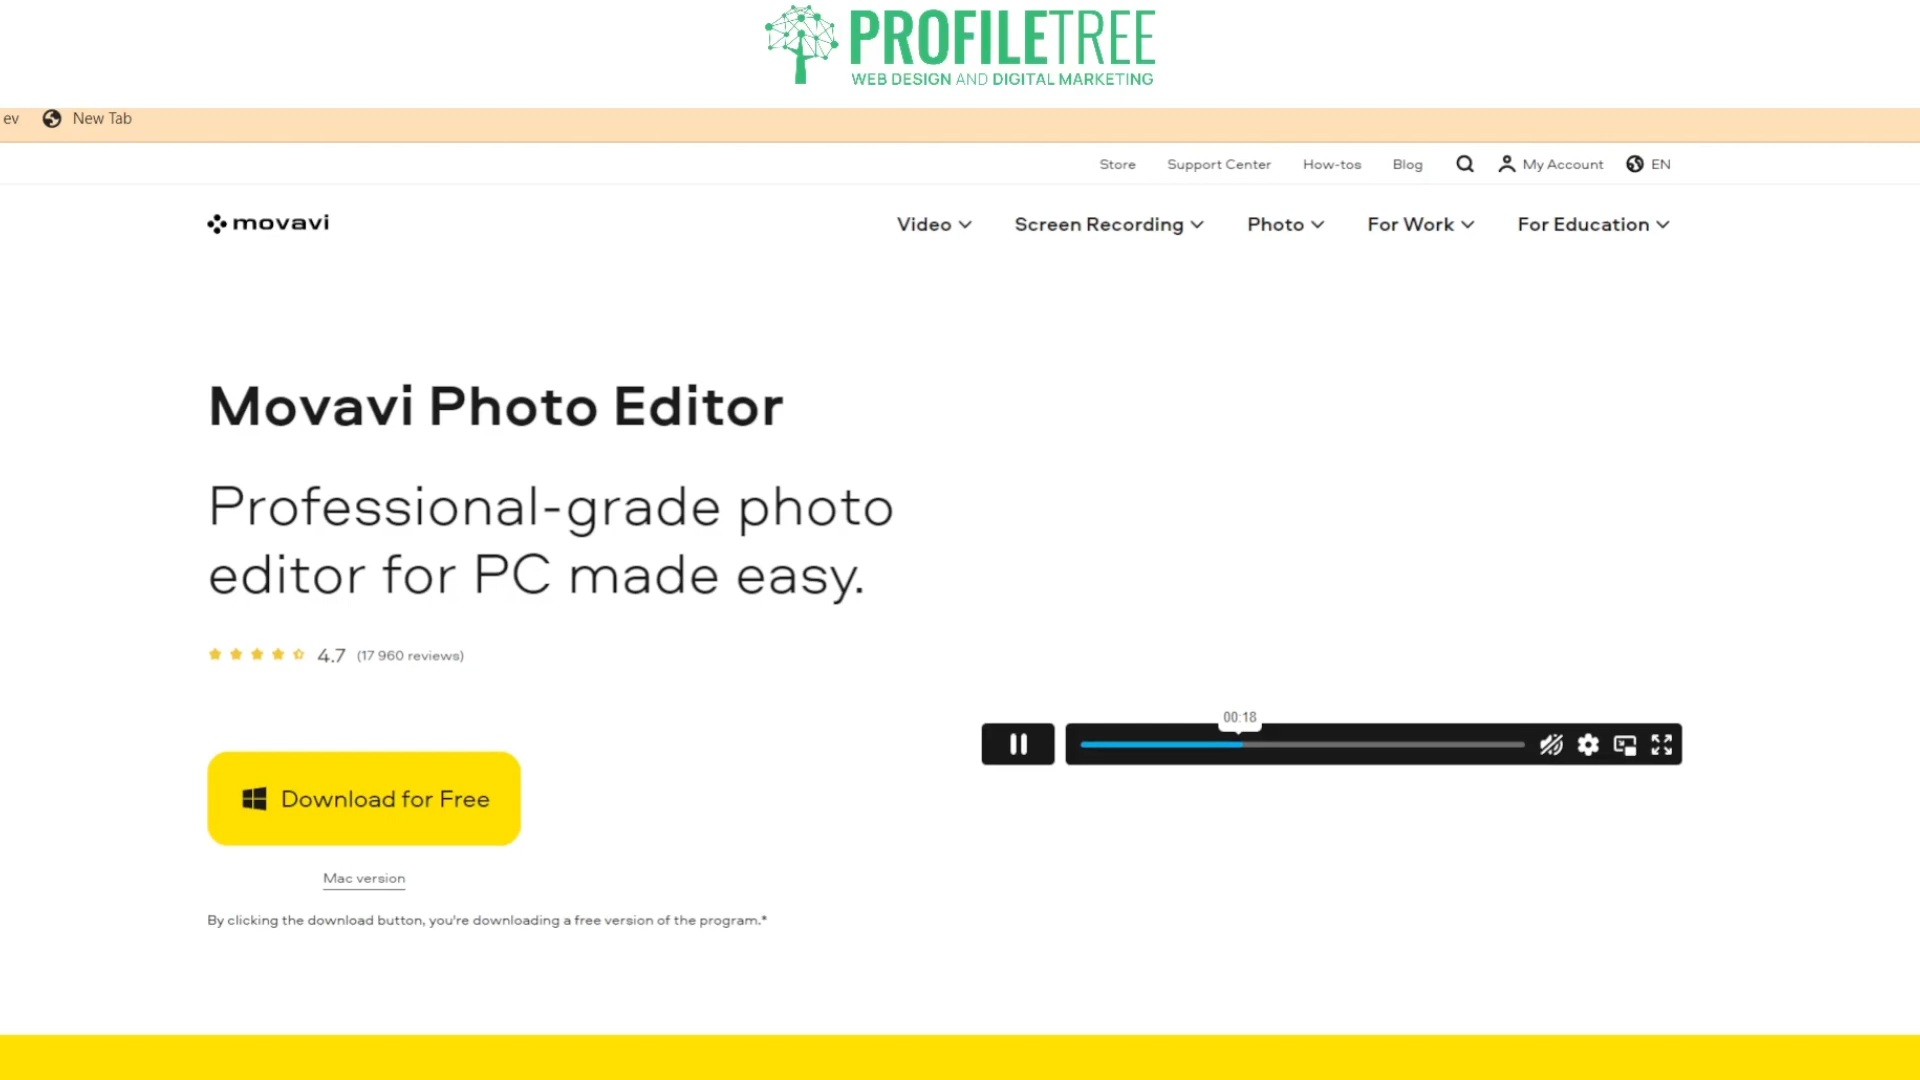 PROFILETREE
WEB DESIGN AND DIGITAL MARKETING
ev New Tab
Store Support Center How-tos Blog My Account EN
movavi Video Screen Recording Photo For Work For Education
Movavi Photo Editor
Professional-grade photo
editor for PC made easy.
4.7 (17 960 reviews)
00:18
Download for Free
Mac version
By clicking the download button, you're downloading a free version of the program.*